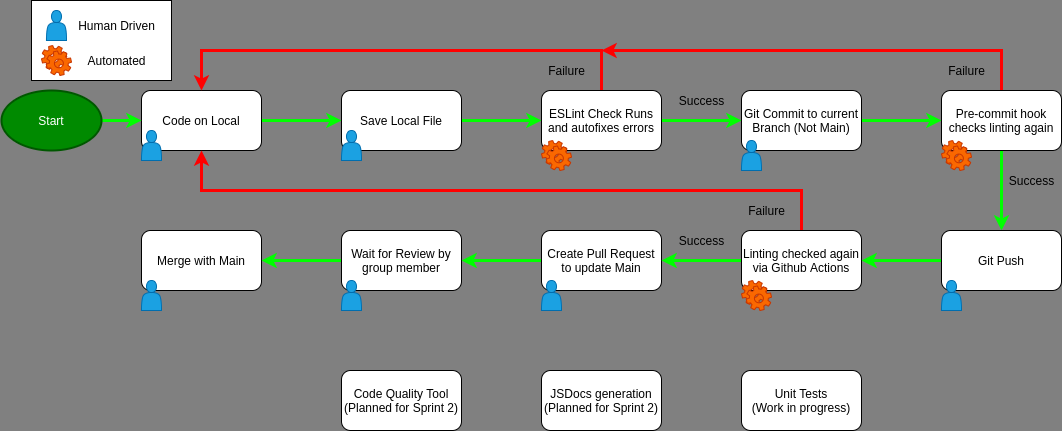 Human Driven
Automated
Failure
Failure
Success
Start
Code on Local
Save Local File
ESLint Check Runs
and autofixes errors
Git Commit to current
Branch (Not Main)
Pre-commit hook
checks linting again
Success
Failure
Success
Merge with Main
Wait for Review by
group member
Create Pull Request
to update Main
Linting checked again
via Github Actions
Git Push
Code Quality Tool
(Planned for Sprint 2)
JSDocs generation
(Planned for Sprint 2)
Unit Tests
(Work in progress)